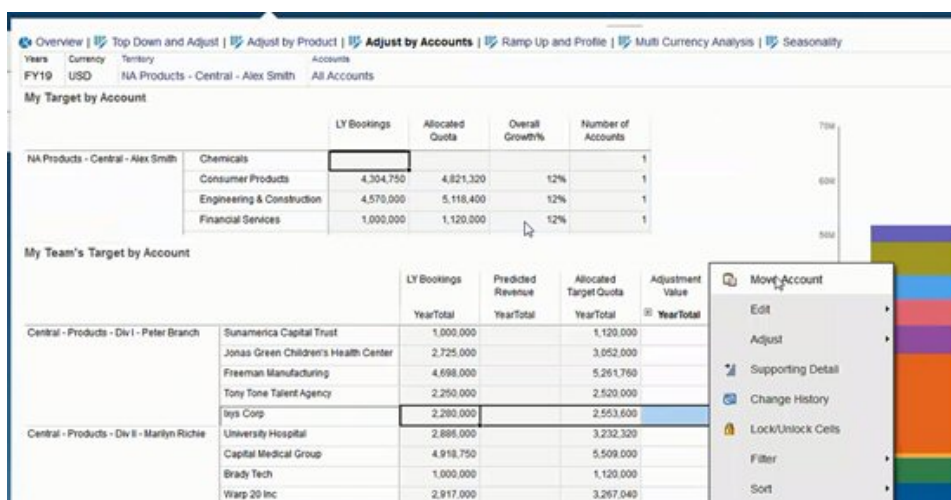 Overview | Top Down and Adjust | Adjust by Product | Adjust by Accounts | Ramp Up and Profile | Multi Currency Analysis | Seasonality
Years Currency Territory Accounts
FY19 USD NA Products - Central - Alex Smith All Accounts
My Target by Account
LY Bookings Allocated Quota Overall Growth% Number of Accounts
NA Products - Central - Alex Smith Chemicals 1
Consumer Products 4,304,750 4,821,320 12% 1
Engineering & Construction 4,570,000 5,118,400 12% 1
Financial Services 1,000,000 1,120,000 12% 1
70M
60M
50M
My Team's Target by Account
LY Bookings Predicted Revenue Allocated Target Quota Adjustment Value
YearTotal YearTotal YearTotal YearTotal
Central - Products - Div I - Peter Branch Sunamerica Capital Trust 1,000,000 1,120,000
Jonas Green Children's Health Center 2,725,000 3,052,000
Freeman Manufacturing 4,698,000 5,261,760
Tony Tone Talent Agency 2,250,000 2,520,000
Ixys Corp 2,280,000 2,553,600
Central - Products - Div II - Marilyn Richie University Hospital 2,886,000 3,232,320
Capital Medical Group 4,918,750 5,509,000
Brady Tech 1,000,000 1,120,000
Warp 20 Inc 2,917,000 3,267,040
Move Account
Edit
Adjust
Supporting Detail
Change History
Lock/Unlock Cells
Filter
Sort